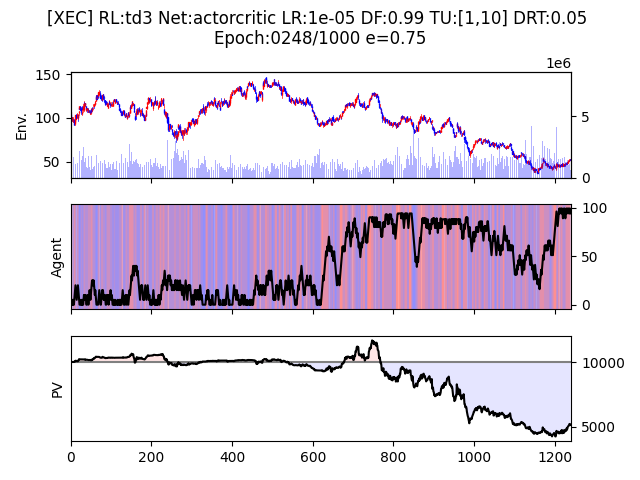 [XEC] RL:td3 Net:actorcritic LR:1e-05 DF:0.99 TU:[1,10] DRT:0.05
Epoch:0248/1000 e=0.75
1e6
150
100
50
Env.
5
0
Agent
100
50
0
PV
10000
5000
0
200
400
600
800
1000
1200